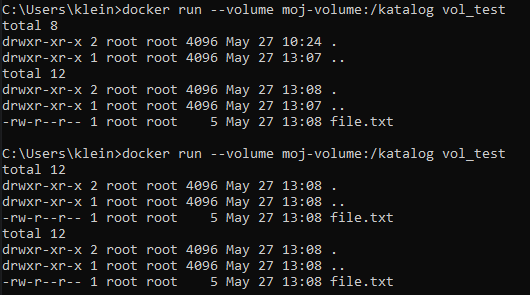 C:\Users\klein>docker run --volume moj-volume:/katalog vol_test
total 8
drwxr-xr-x 2 root root 4096 May 27 10:24 .
drwxr-xr-x 1 root root 4096 May 27 13:07 ..
total 12
drwxr-xr-x 2 root root 4096 May 27 13:08 .
drwxr-xr-x 1 root root 4096 May 27 13:07 ..
-rw-r--r-- 1 root root    5 May 27 13:08 file.txt

C:\Users\klein>docker run --volume moj-volume:/katalog vol_test
total 12
drwxr-xr-x 2 root root 4096 May 27 13:08 .
drwxr-xr-x 1 root root 4096 May 27 13:08 ..
-rw-r--r-- 1 root root    5 May 27 13:08 file.txt
total 12
drwxr-xr-x 2 root root 4096 May 27 13:08 .
drwxr-xr-x 1 root root 4096 May 27 13:08 ..
-rw-r--r-- 1 root root    5 May 27 13:08 file.txt